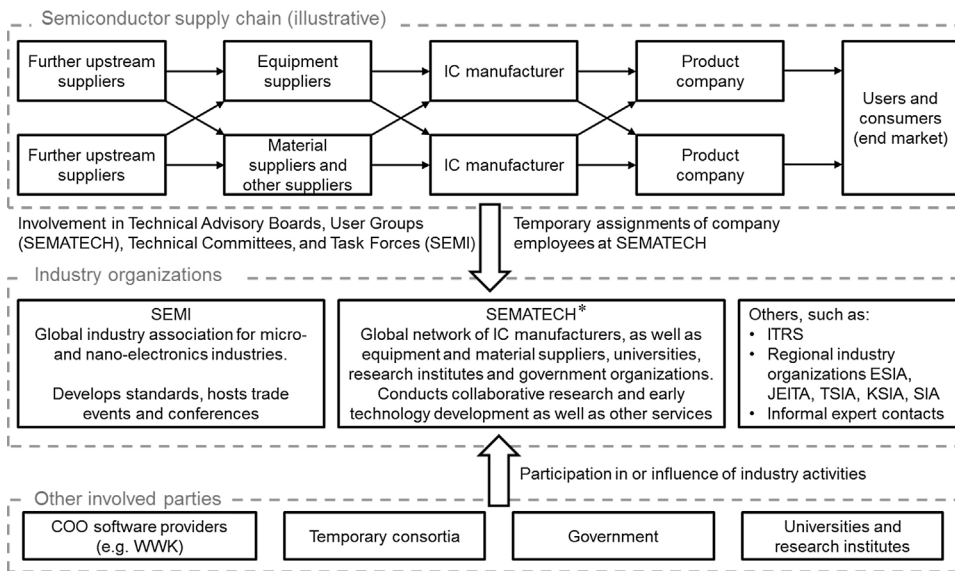 Semiconductor supply chain (illustrative)
Further upstream
suppliers
Equipment
suppliers
IC manufacturer
Product
company
Users and
consumers
(end market)
Further upstream
suppliers
Material
suppliers and
other suppliers
IC manufacturer
Product
company
Involvement in Technical Advisory Boards, User Groups
(SEMATECH), Technical Committees, and Task Forces (SEMI)
Temporary assignments of company
employees at SEMATECH
Industry organizations
SEMI
Global industry association for micro-
and nano-electronics industries.
Develops standards, hosts trade
events and conferences
SEMATECH*
Global network of IC manufacturers, as well as
equipment and material suppliers, universities,
research institutes and government organizations.
Conducts collaborative research and early
technology development as well as other services
Others, such as:
• ITRS
• Regional industry
organizations ESIA,
JEITA, TSIA, KSIA, SIA
• Informal expert contacts
Participation in or influence of industry activities
Other involved parties
COO software providers
(e.g. WWK)
Temporary consortia
Government
Universities and
research institutes